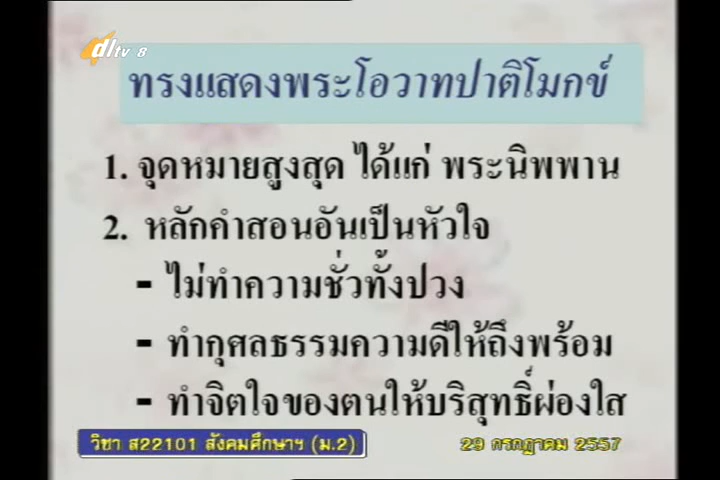 dltv 8
ทรงแสดงพระโอวาทปาติโมกข์
1. จุดหมายสูงสุด ได้แก่ พระนิพพาน
2. หลักคำสอนอันเป็นหัวใจ
- ไม่ทำความชั่วทั้งปวง
- ทำกุศลธรรมความดีให้ถึงพร้อม
- ทำจิตใจของตนให้บริสุทธิ์ผ่องใส
วิชา ส22101 สังคมศึกษาฯ (ม.2) 29 กรกฎาคม 2557